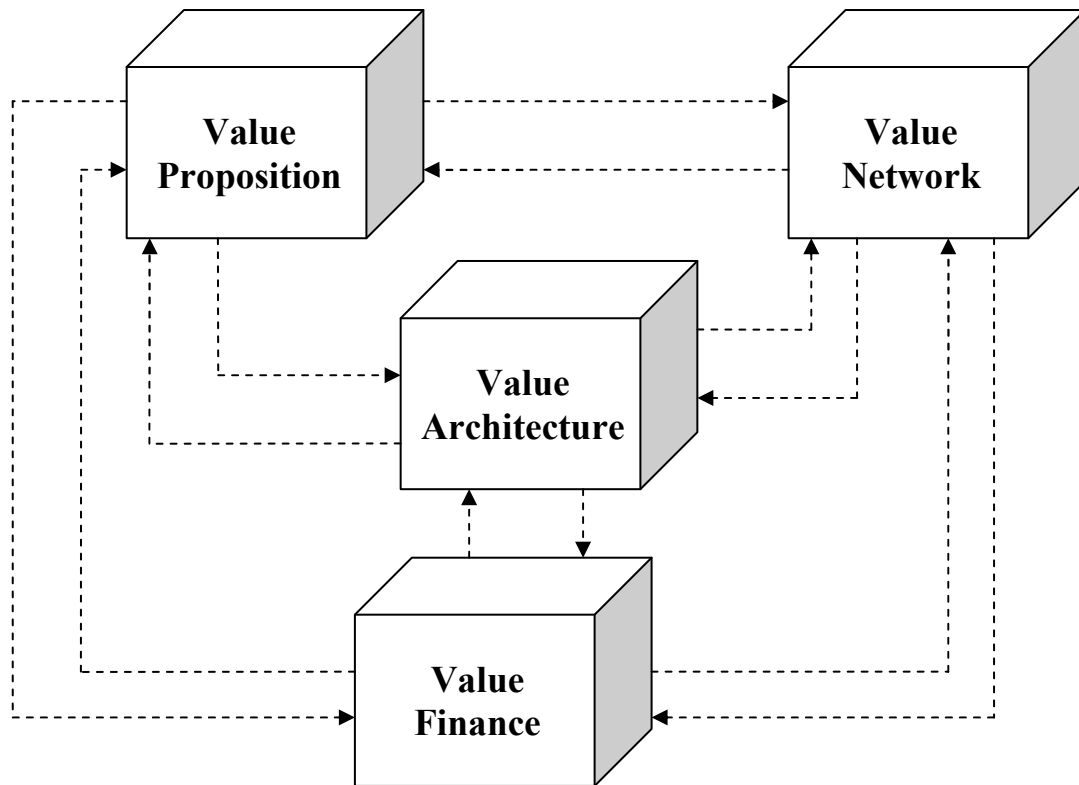 Value
Proposition
Value
Network
Value
Architecture
Value
Finance